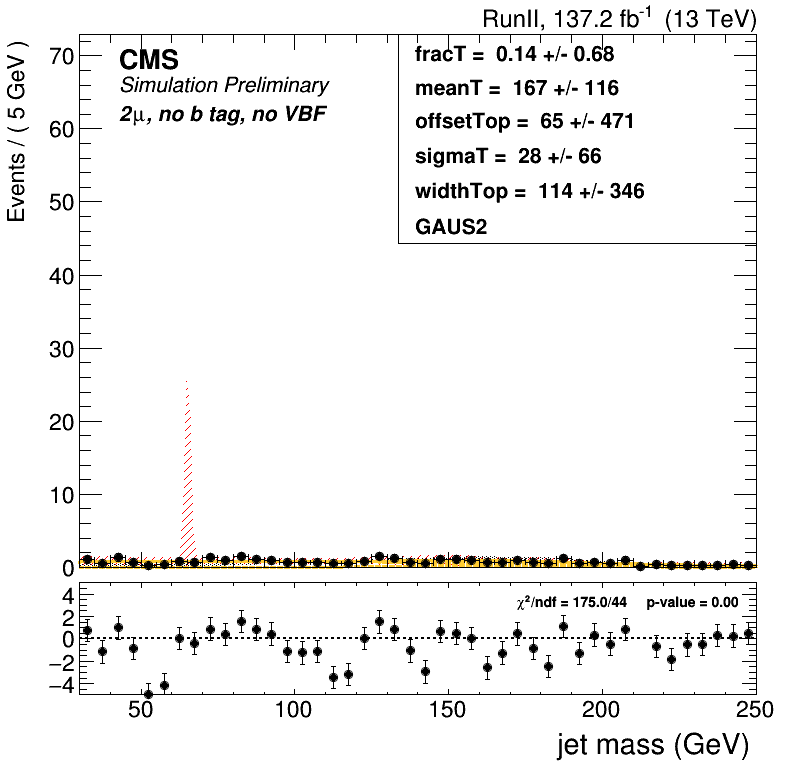 RunII, 137.2 fb-1 (13 TeV)
CMS
Simulation Preliminary
2μ, no b tag, no VBF
fracT = 0.14 +/- 0.68
meanT = 167 +/- 116
offsetTop = 65 +/- 471
sigmaT = 28 +/- 66
widthTop = 114 +/- 346
GAUS2
Events / ( 5 GeV )
70
60
50
40
30
20
10
0
χ²/ndf = 175.0/44 p-value = 0.00
4
2
0
−2
−4
50 100 150 200 250
jet mass (GeV)